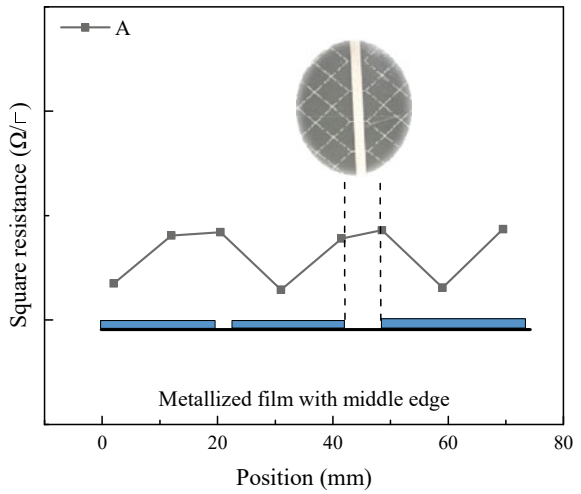 A
Square resistance (Ω/□)
Metallized film with middle edge
0 20 40 60 80
Position (mm)